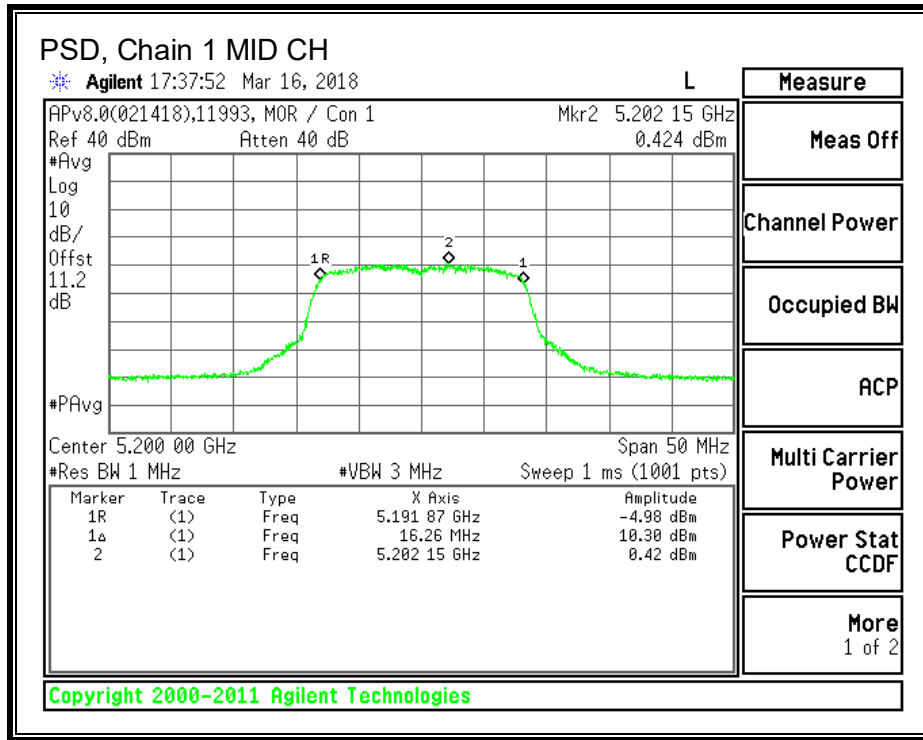 PSD, Chain 1 MID CH
Agilent 17:37:52 Mar 16, 2018 L
Measure
APv8.0(021418),11993, MOR / Con 1 Mkr2 5.202 15 GHz
Ref 40 dBm Atten 40 dB 0.424 dBm
Meas Off
#Avg
Log
10
dB/
Offst
11.2
dB
#PAvg
1R
2
1
Channel Power
Occupied BW
ACP
Center 5.200 00 GHz Span 50 MHz
#Res BW 1 MHz #VBW 3 MHz Sweep 1 ms (1001 pts)
Multi Carrier
Power
Marker Trace Type X Axis Amplitude
1R (1) Freq 5.191 87 GHz -4.98 dBm
1Δ (1) Freq 16.26 MHz 10.30 dBm
2 (1) Freq 5.202 15 GHz 0.42 dBm
Power Stat
CCDF
More
1 of 2
Copyright 2000-2011 Agilent Technologies